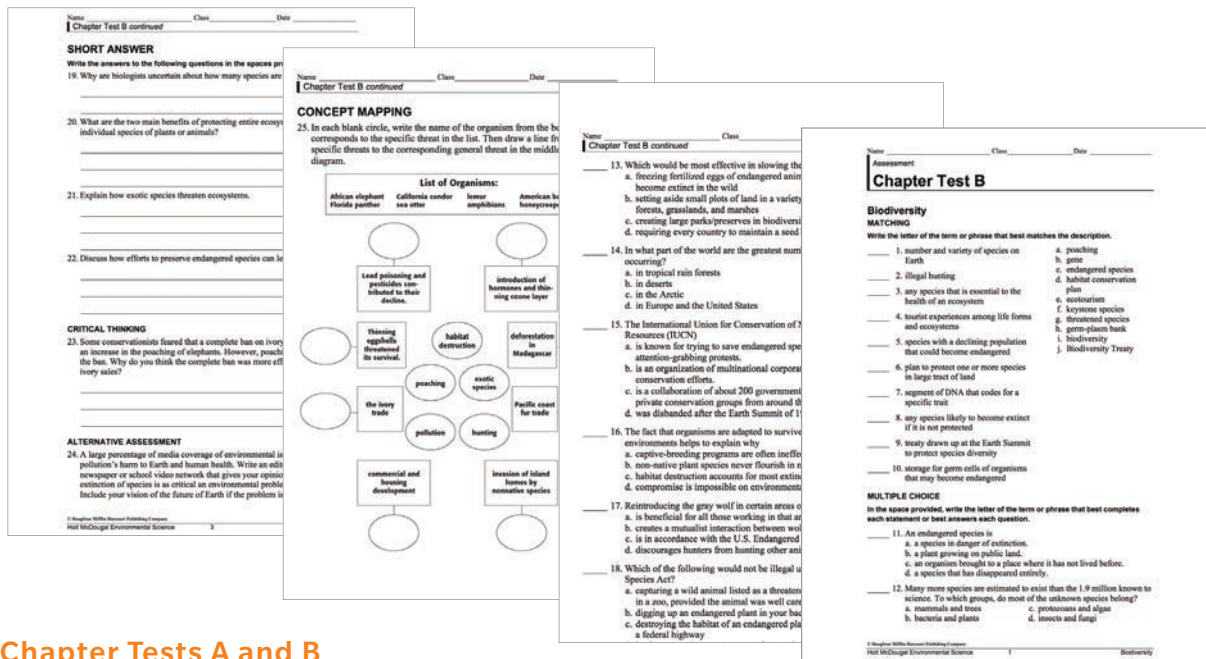 Name Class Date
Chapter Test B continued
SHORT ANSWER
Write the answers to the following questions in the spaces
19. Why are biologists uncertain about how many species are
20. What are the two main benefits of protecting entire
individual species of plants or animals?
21. Explain how exotic species threaten ecosystems.
22. Discuss how efforts to preserve endangered species can
CRITICAL THINKING
23. Some conservationists feared that a complete ban on ivory
an increase in the poaching of elephants. However,
the ban. Why do you think the complete ban was more
ivory sales?
ALTERNATIVE ASSESSMENT
24. A large percentage of media coverage of environmental
pollution's harm to Earth and human health. Write an
newspaper or school video network that gives your
extinction of species is as critical an environmental
Include your vision of the future of Earth if the problem
© Houghton Mifflin Harcourt Publishing Company
Holt McDougal Environmental Science 3
Name Class Date
Chapter Test B continued
CONCEPT MAPPING
25. In each blank circle, write the name of the organism from the
corresponds to the specific threat in the list. Then draw a line
specific threats to the corresponding general threat in the middle
diagram.
List of Organisms:
African elephant California condor lemur American
Florida panther sea otter amphibians
Lead poisoning and
pesticides con-
tributed to their
decline.
introduction of
hormones and thin-
ning ozone layer
Thinning
eggshells
threatened
its survival.
habitat
destruction
deforestation
in
Madagascar
poaching
exotic
species
the ivory
trade
Pacific coast
fur trade
pollution
hunting
commercial and
housing
development
invasion of island
homes by
nonnative species
Name Class
Chapter Test B continued
13. Which would be most effective in slowing the
a. freezing fertilized eggs of endangered
become extinct in the wild
b. setting aside small plots of land in a variety
forests, grasslands, and marshes
c. creating large parks/preserves in
d. requiring every country to maintain a seed
14. In what part of the world are the greatest
occurring?
a. in tropical rain forests
b. in deserts
c. in the Arctic
d. in Europe and the United States
15. The International Union for Conservation of
Resources (IUCN)
a. is known for trying to save endangered
attention-grabbing protests.
b. is an organization of multinational
conservation efforts.
c. is a collaboration of about 200
private conservation groups from around
d. was disbanded after the Earth Summit of
16. The fact that organisms are adapted to survive
environments helps to explain why
a. captive-breeding programs are often
b. non-native plant species never flourish in
c. habitat destruction accounts for most
d. compromise is impossible on
17. Reintroducing the gray wolf in certain areas
a. is beneficial for all those working in that
b. creates a mutualist interaction between
c. is in accordance with the U.S. Endangered
d. discourages hunters from hunting other
18. Which of the following would not be illegal
Species Act?
a. capturing a wild animal listed as a
in a zoo, provided the animal was well
b. digging up an endangered plant in your
c. destroying the habitat of an endangered
a federal highway
Name Class Date
Assessment
Chapter Test B
Biodiversity
MATCHING
Write the letter of the term or phrase that best matches the description.
1. number and variety of species on
Earth
2. illegal hunting
3. any species that is essential to the
health of an ecosystem
4. tourist experiences among life forms
and ecosystems
5. species with a declining population
that could become endangered
6. plan to protect one or more species
in large tract of land
7. segment of DNA that codes for a
specific trait
8. any species likely to become extinct
if it is not protected
9. treaty drawn up at the Earth Summit
to protect species diversity
10. storage for germ cells of organisms
that may become endangered
a. poaching
b. gene
c. endangered species
d. habitat conservation
plan
e. ecotourism
f. keystone species
g. threatened species
h. germ-plasm bank
i. biodiversity
j. Biodiversity Treaty
MULTIPLE CHOICE
In the space provided, write the letter of the term or phrase that best completes
each statement or best answers each question.
11. An endangered species is
a. a species in danger of extinction.
b. a plant growing on public land.
c. an organism brought to a place where it has not lived before.
d. a species that has disappeared entirely.
12. Many more species are estimated to exist than the 1.9 million known to
science. To which groups, do most of the unknown species belong?
a. mammals and trees c. protozoans and algae
b. bacteria and plants d. insects and fungi
© Houghton Mifflin Harcourt Publishing Company
Holt McDougal Environmental Science 1 Biodiversity
Chapter Tests A and B